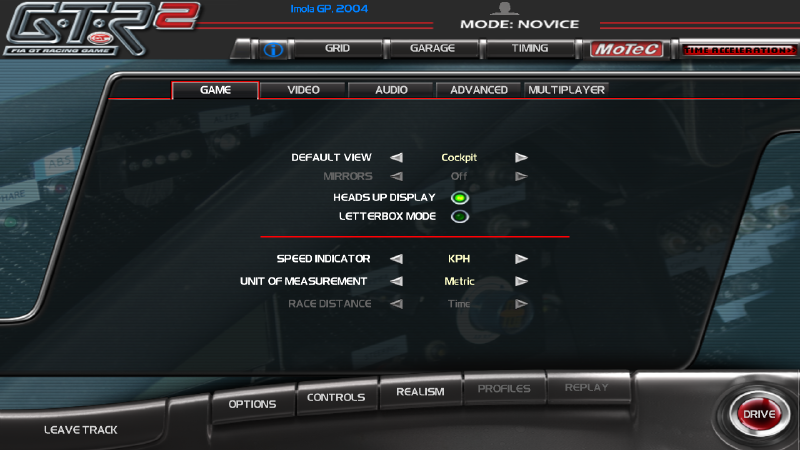 GTR2
FIA GT RACING GAME
Imola GP, 2004
MODE: NOVICE
i GRID GARAGE TIMING MoTeC TIME ACCELERATION
GAME VIDEO AUDIO ADVANCED MULTIPLAYER
ABS
DEFAULT VIEW Cockpit
MIRRORS Off
HEADS UP DISPLAY
LETTERBOX MODE
SPEED INDICATOR KPH
UNIT OF MEASUREMENT Metric
RACE DISTANCE Time
LEAVE TRACK OPTIONS CONTROLS REALISM PROFILES REPLAY DRIVE